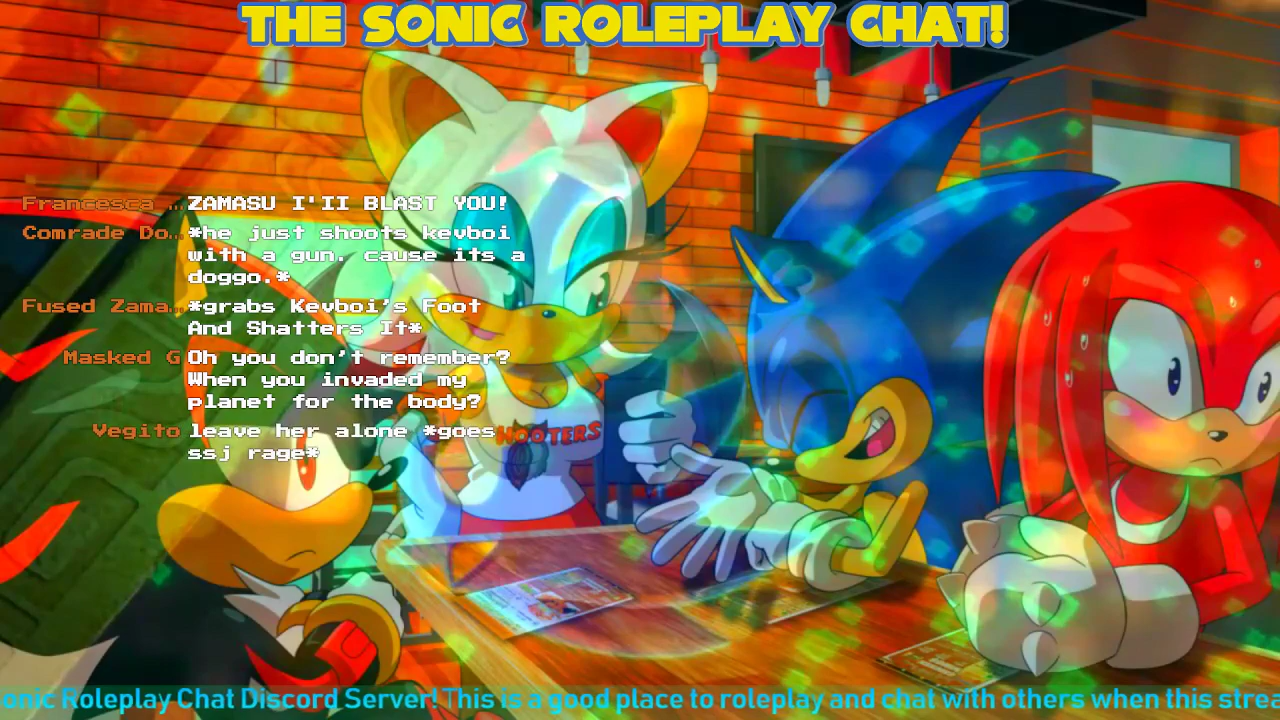 THE SONIC ROLEPLAY CHAT!
Francesca ... ZAMASU I'II BLAST YOU!
Comrade Do... *he just shoots kevboi
with a gun. cause its a
doggo.*
Fused Zama... *grabs Kevboi's Foot
And Shatters It*
Masked G Oh you don't remember?
When you invaded my
planet for the body?
Vegito leave her alone *goes
ssj rage*
HOOTERS
onic Roleplay Chat Discord Server! This is a good place to roleplay and chat with others when this strea